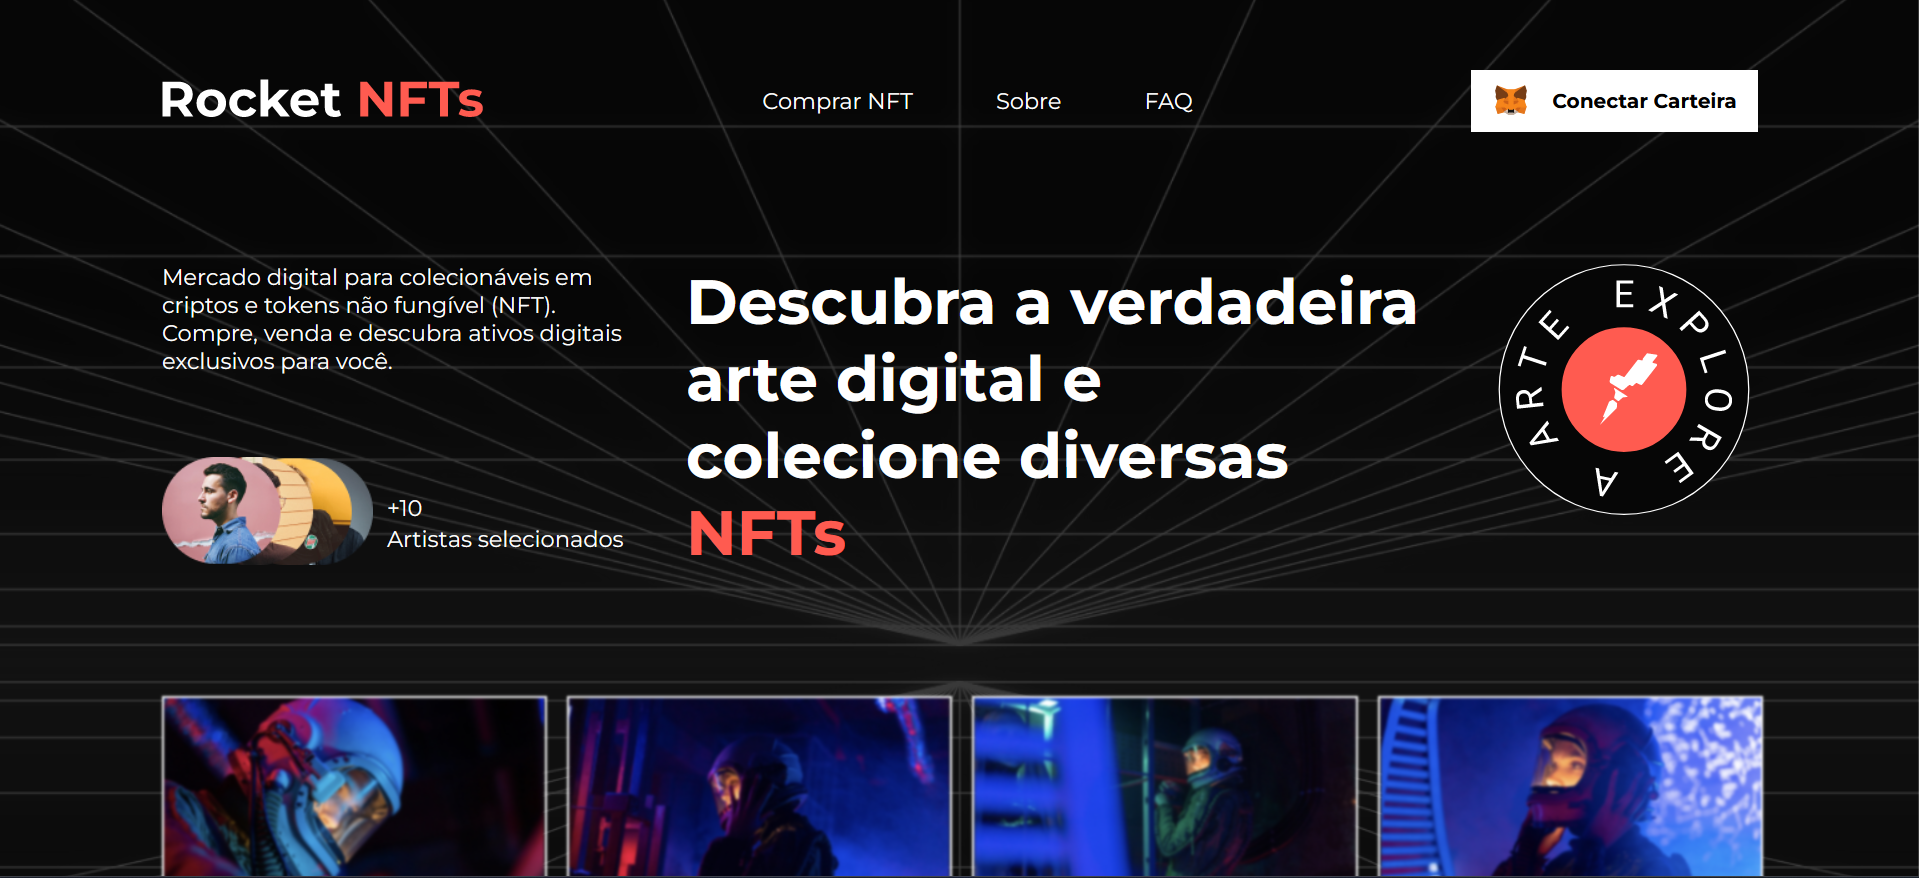 Rocket NFTs
Comprar NFT
Sobre
FAQ
Conectar Carteira
Mercado digital para colecionáveis em
criptos e tokens não fungível (NFT).
Compre, venda e descubra ativos digitais
exclusivos para você.
+10
Artistas selecionados
Descubra a verdadeira
arte digital e
colecione diversas
NFTs
EXPLORE A ARTE